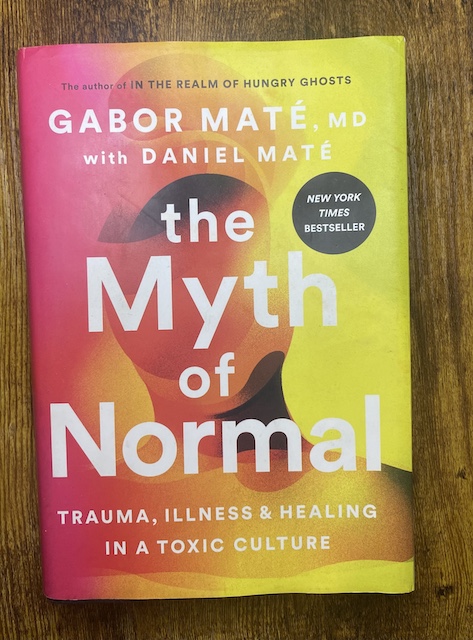 The author of IN THE REALM OF HUNGRY GHOSTS
GABOR MATÉ, MD
with DANIEL MATÉ
the
NEW YORK
TIMES
BESTSELLER
Myth
of
Normal
TRAUMA, ILLNESS & HEALING
IN A TOXIC CULTURE